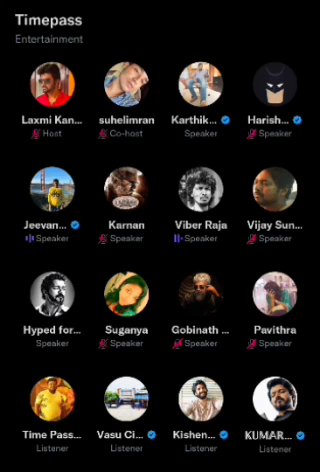 Timepass
Entertainment
Laxmi Kan... suhelimran Karthik... Harish...
Host Co-host Speaker Speaker
Jeevan... Karnan Viber Raja Vijay Sun...
Speaker Speaker Speaker Speaker
Hyped for... Suganya Gobinath ... Pavithra
Speaker Speaker Speaker Speaker
Time Pass... Vasu Ci... Kishen... KUMAR...
Listener Listener Listener Listener